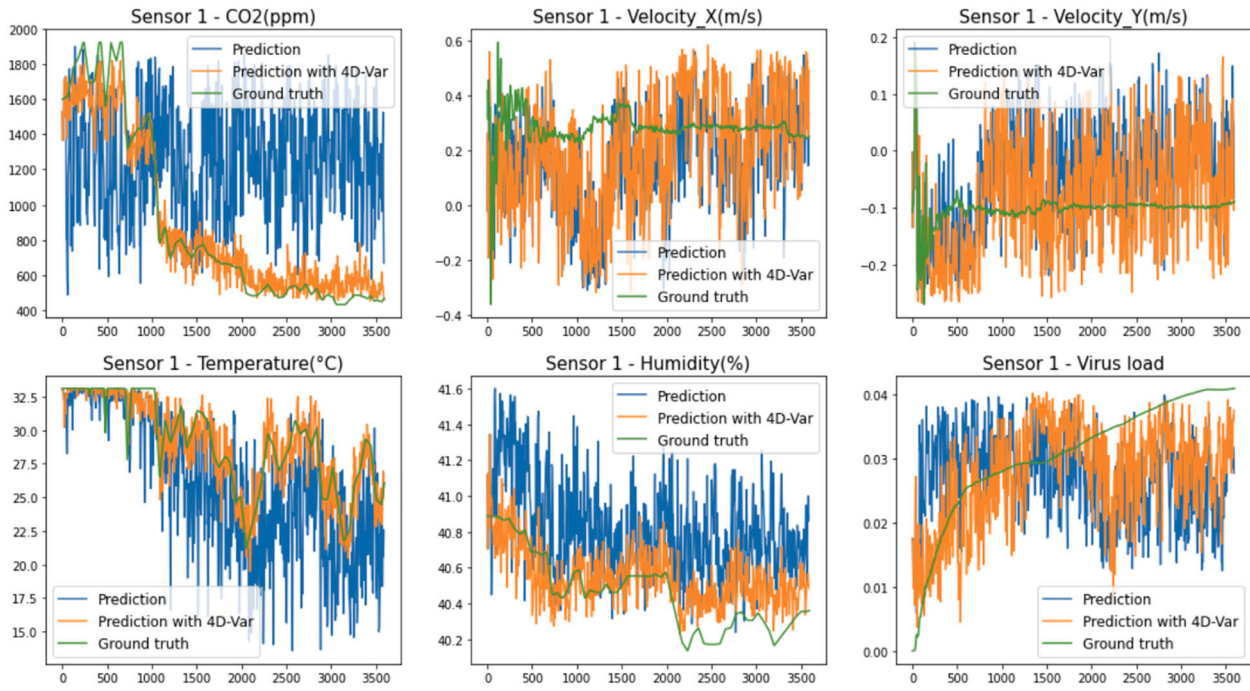 Sensor 1 - CO2(ppm)
2000
1800
1600
1400
1200
1000
800
600
400
0 500 1000 1500 2000 2500 3000 3500
Prediction
Prediction with 4D-Var
Ground truth
Sensor 1 - Velocity_X(m/s)
0.6
0.4
0.2
0.0
−0.2
−0.4
0 500 1000 1500 2000 2500 3000 3500
Prediction
Prediction with 4D-Var
Ground truth
Sensor 1 - Velocity_Y(m/s)
0.2
0.1
0.0
−0.1
−0.2
0 500 1000 1500 2000 2500 3000 3500
Prediction
Prediction with 4D-Var
Ground truth
Sensor 1 - Temperature(°C)
32.5
30.0
27.5
25.0
22.5
20.0
17.5
15.0
0 500 1000 1500 2000 2500 3000 3500
Prediction
Prediction with 4D-Var
Ground truth
Sensor 1 - Humidity(%)
41.6
41.4
41.2
41.0
40.8
40.6
40.4
40.2
0 500 1000 1500 2000 2500 3000 3500
Prediction
Prediction with 4D-Var
Ground truth
Sensor 1 - Virus load
0.04
0.03
0.02
0.01
0.00
0 500 1000 1500 2000 2500 3000 3500
Prediction
Prediction with 4D-Var
Ground truth